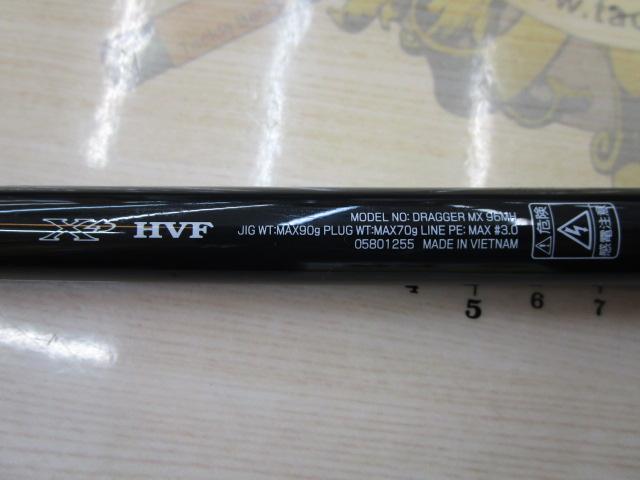 X45 HVF
MODEL NO: DRAGGER MX 96MH
JIG WT:MAX90g PLUG WT:MAX70g LINE PE: MAX #3.0
05801255 MADE IN VIETNAM
危険
感電注意
5 6 7